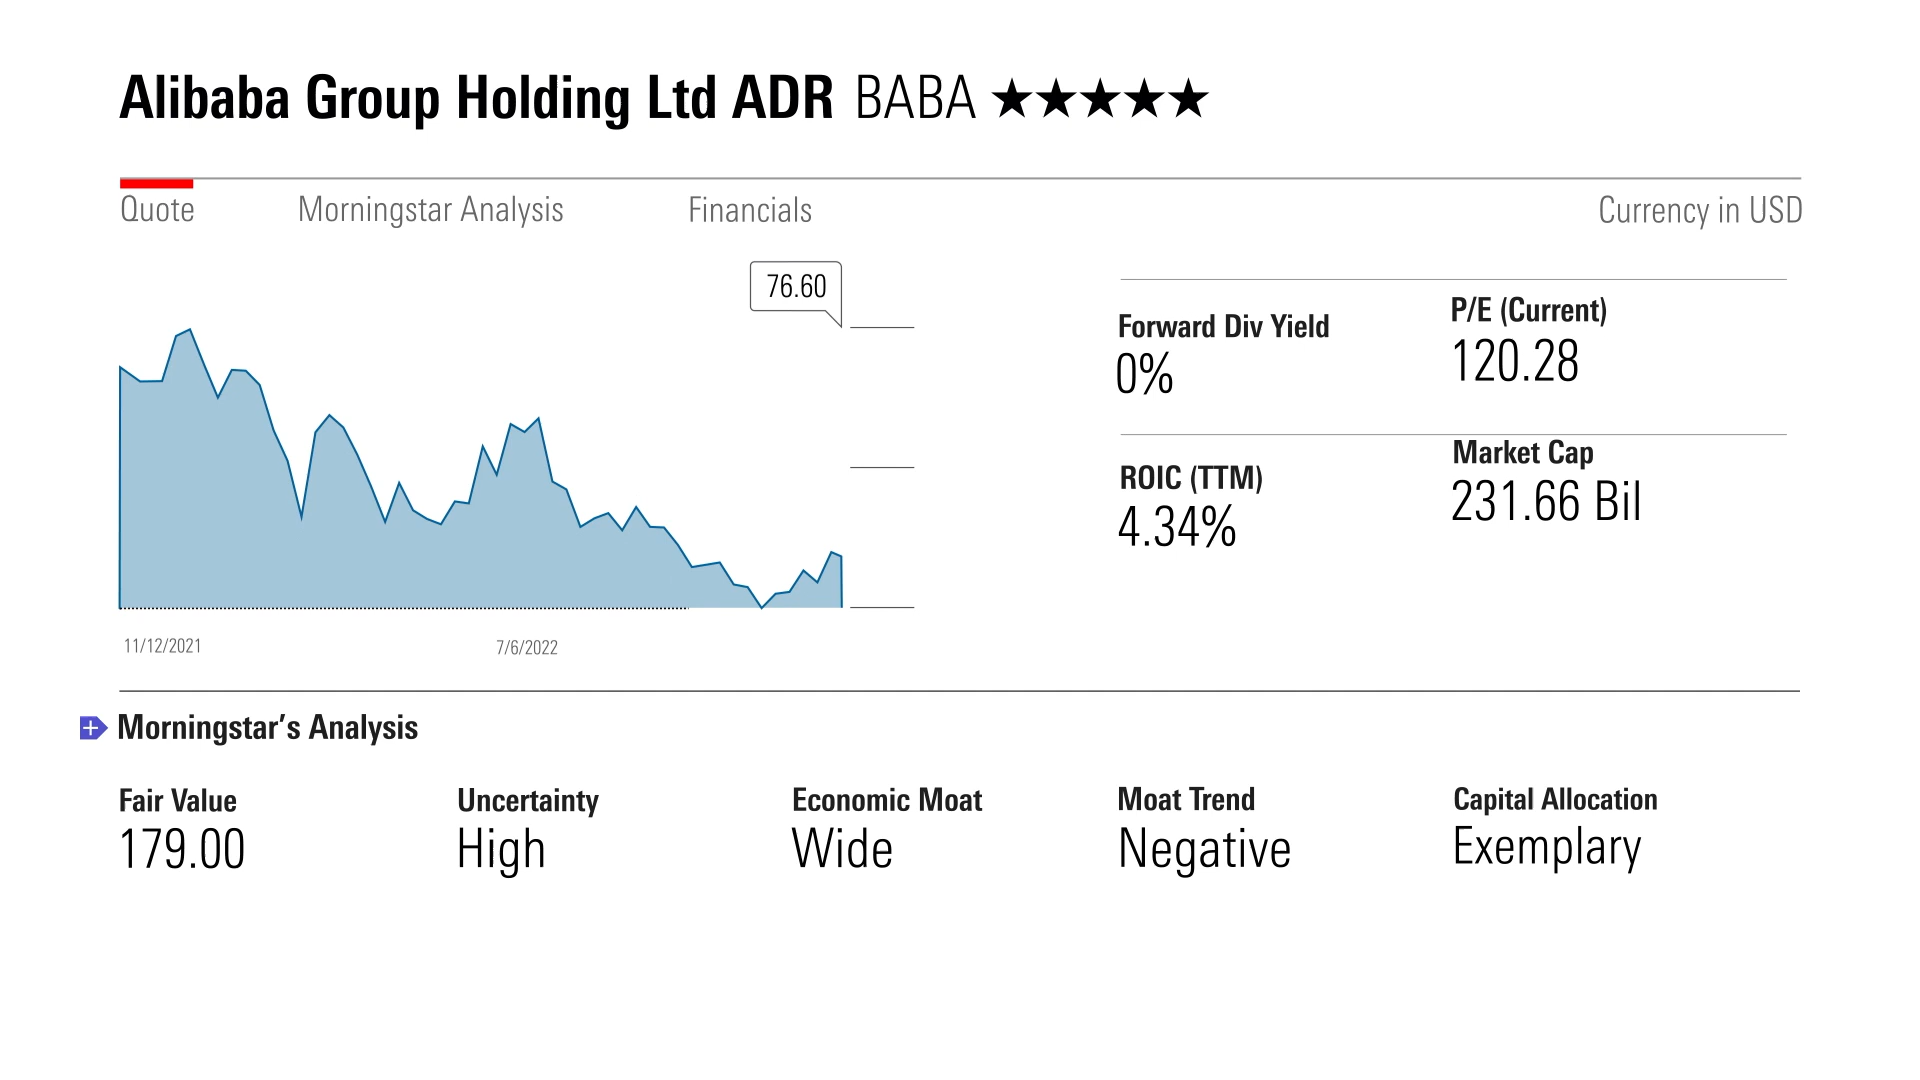 Alibaba Group Holding Ltd ADR BABA ★★★★★
Quote Morningstar Analysis Financials Currency in USD
76.60
11/12/2021 7/6/2022
Forward Div Yield
0%
P/E (Current)
120.28
ROIC (TTM)
4.34%
Market Cap
231.66 Bil
Morningstar’s Analysis
Fair Value
179.00
Uncertainty
High
Economic Moat
Wide
Moat Trend
Negative
Capital Allocation
Exemplary